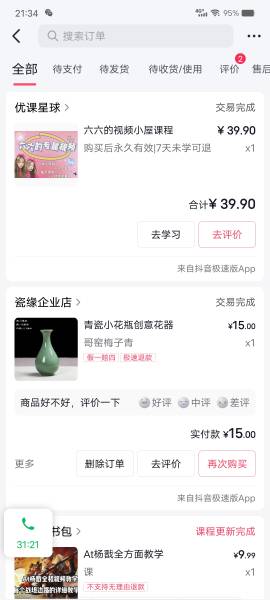 21:34
4G
95%
搜索订单
全部
待支付
待发货
待收货/使用
评价
2
售后
优课星球
交易完成
六六的专属视频
六六的视频小屋课程
¥39.90
购买后永久有效|7天未学可退
x1
合计¥39.90
去学习
去评价
来自抖音极速版App
瓷缘企业店
交易完成
青瓷小花瓶创意花器
¥15.00
哥窑梅子青
x1
假一赔四
极速退款
商品好不好，评价一下
好评
中评
差评
实付款 ¥15.00
更多
删除订单
去评价
再次购买
来自抖音极速版App
书包
课程更新完成
At杨戬全方面教学
¥9.99
课
x1
不支持无理由退款
31:21